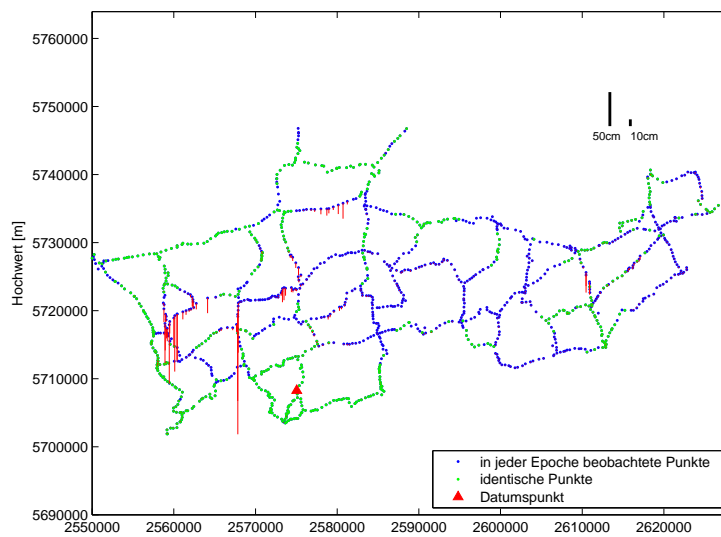 5760000
5750000
50cm 10cm
5740000
Hochwert [m]
5730000
5720000
5710000
5700000
in jeder Epoche beobachtete Punkte
identische Punkte
Datumspunkt
5690000
2550000 2560000 2570000 2580000 2590000 2600000 2610000 2620000